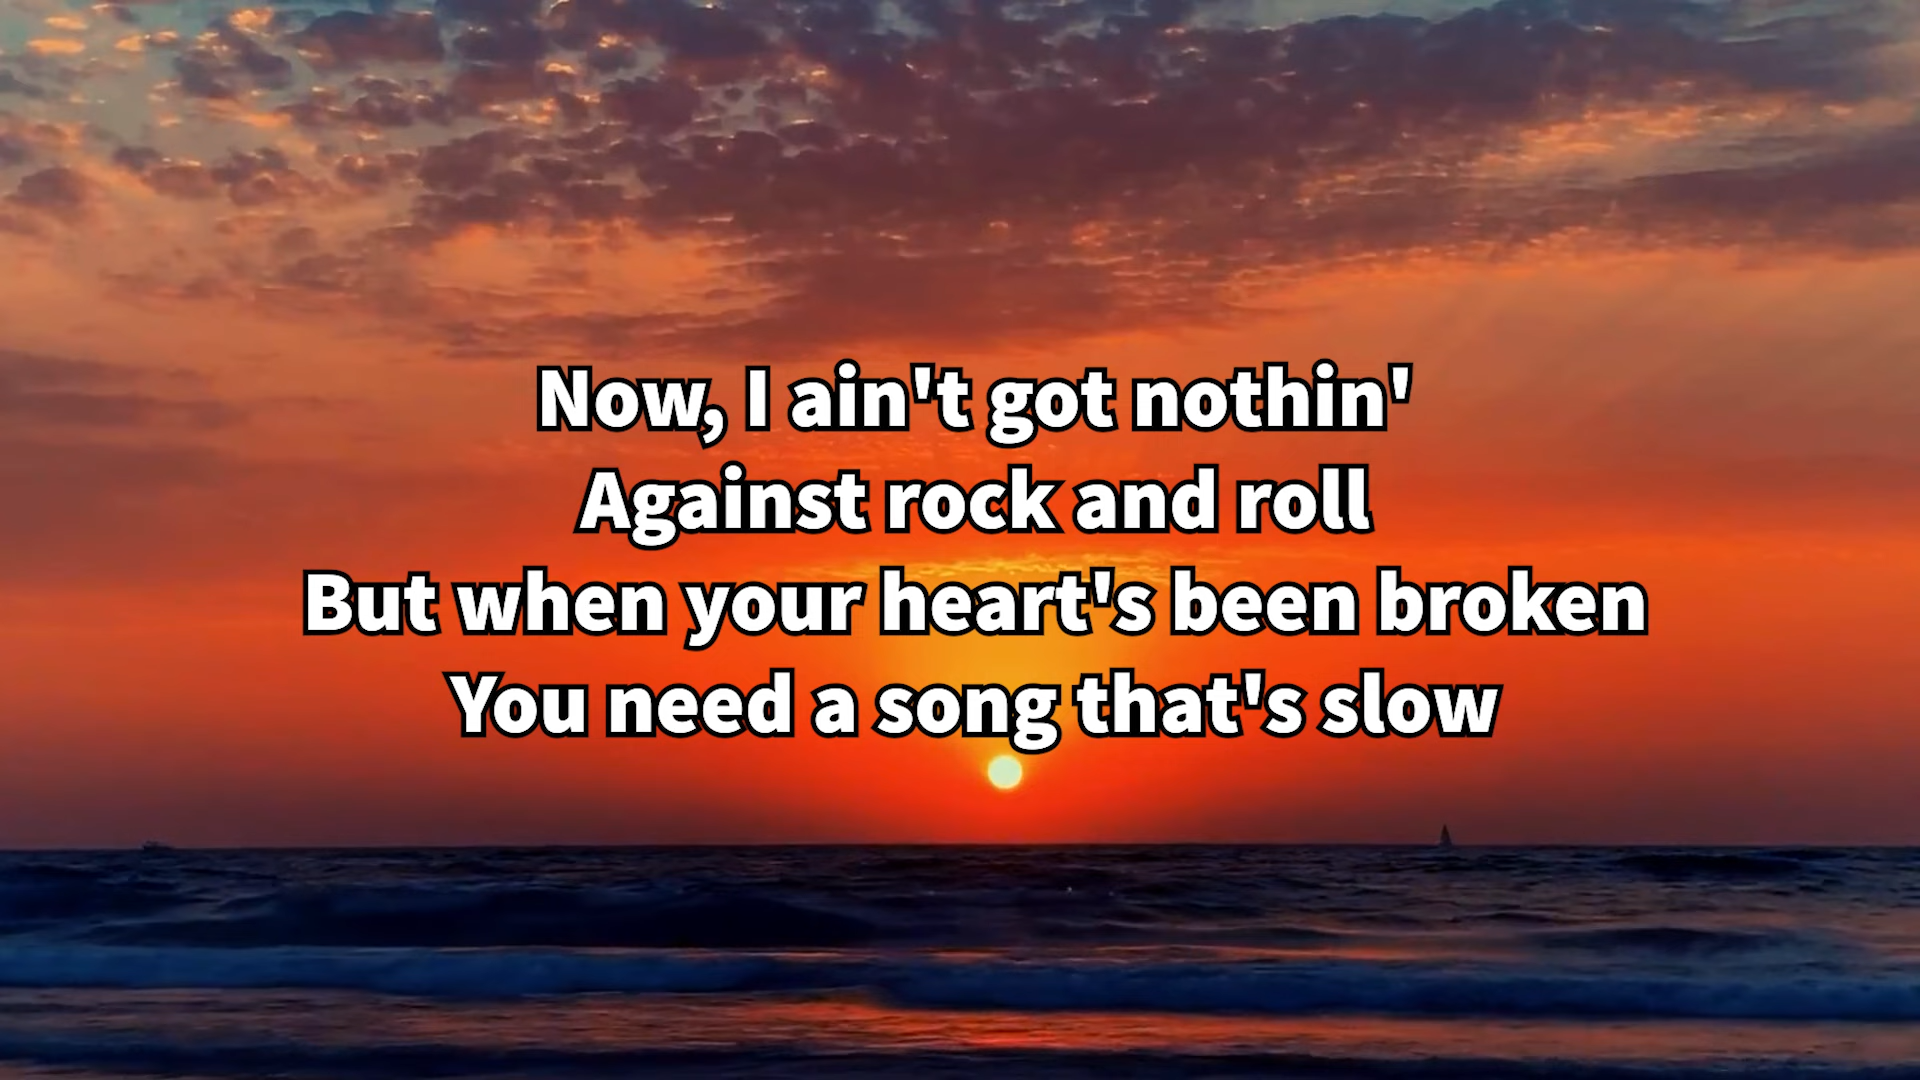 Now, I ain't got nothin'
Against rock and roll
But when your heart's been broken
You need a song that's slow